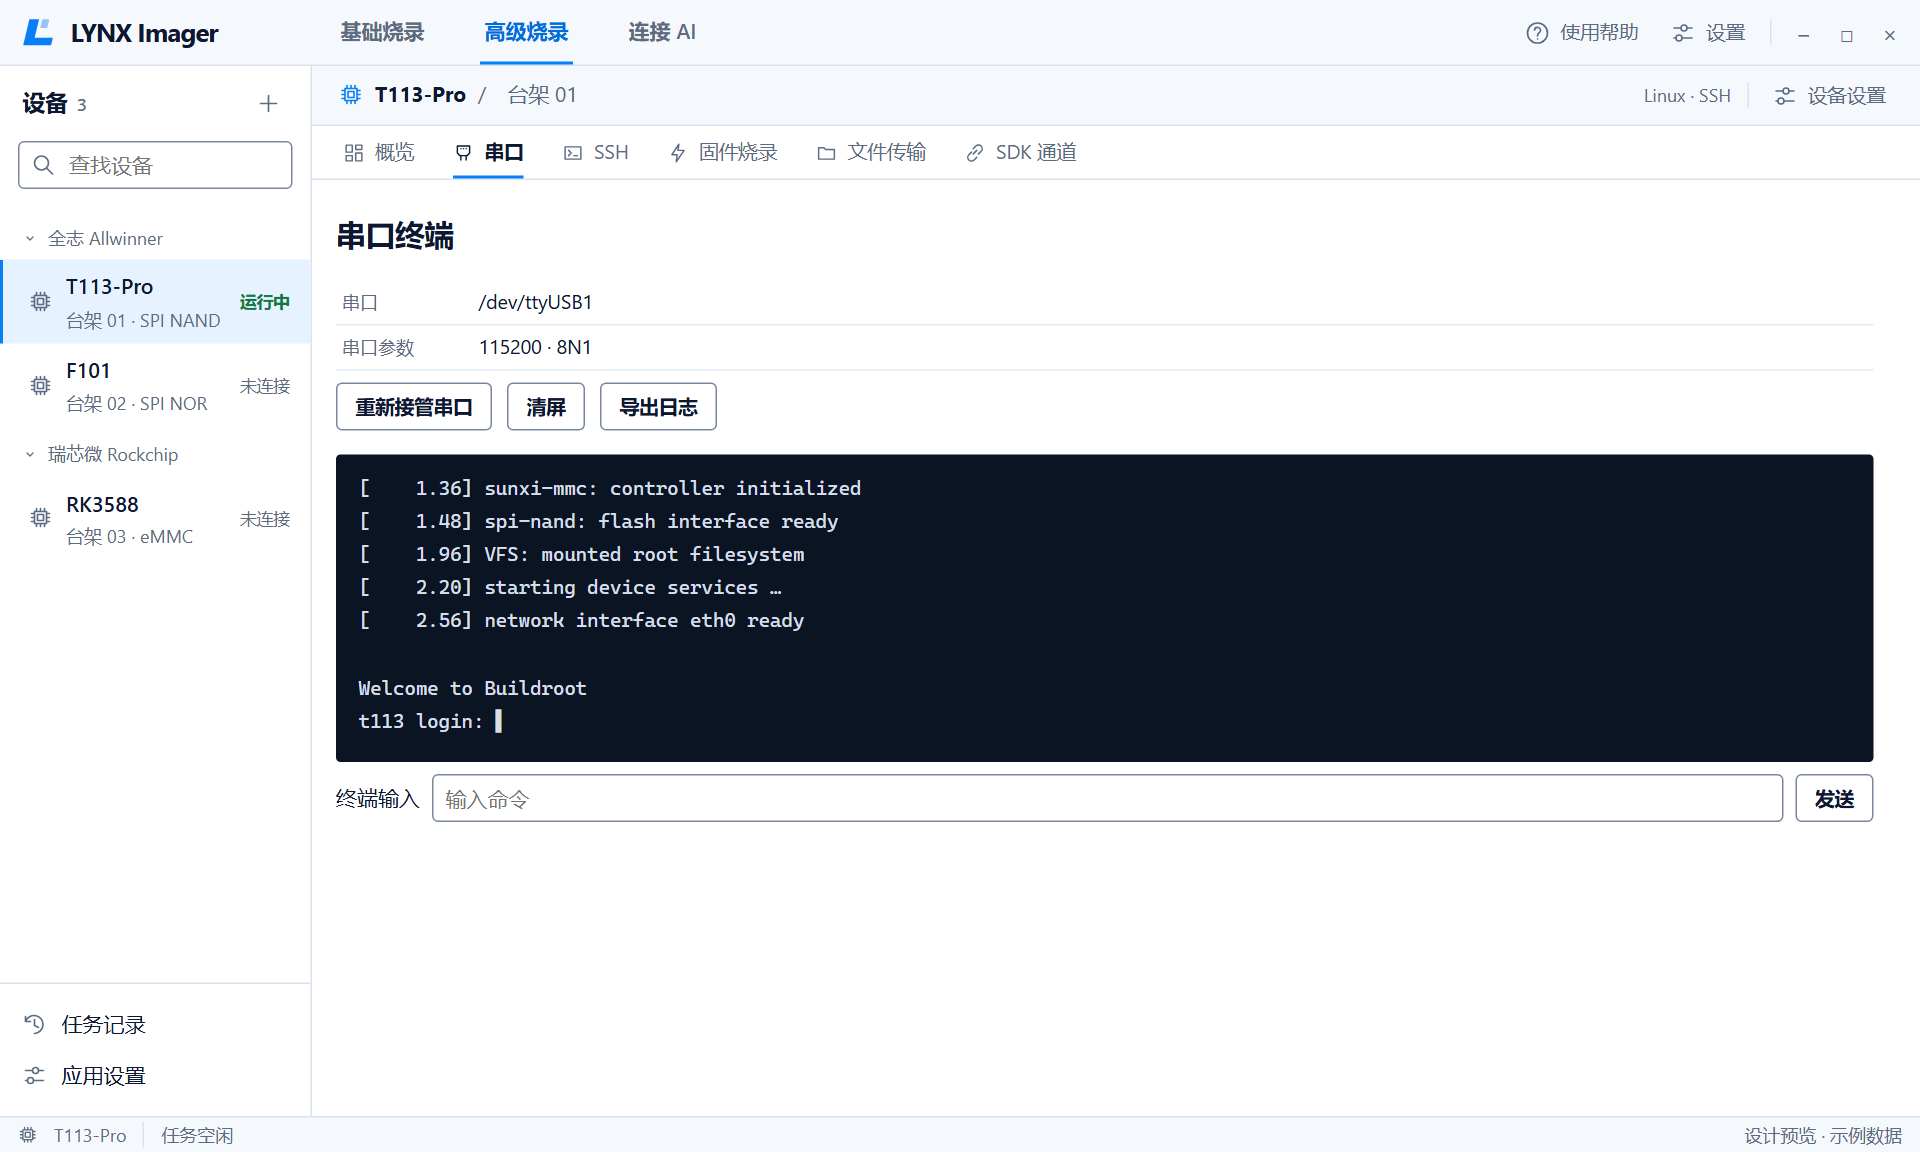 LYNX Imager
基础烧录
高级烧录
连接 AI
使用帮助
设置
设备 3
查找设备
全志 Allwinner
T113-Pro
台架 01 · SPI NAND
运行中
F101
台架 02 · SPI NOR
未连接
瑞芯微 Rockchip
RK3588
台架 03 · eMMC
未连接
任务记录
应用设置
T113-Pro / 台架 01
Linux · SSH
设备设置
概览
串口
SSH
固件烧录
文件传输
SDK 通道
串口终端
串口 /dev/ttyUSB1
串口参数 115200 · 8N1
重新接管串口
清屏
导出日志
[    1.36] sunxi-mmc: controller initialized
[    1.48] spi-nand: flash interface ready
[    1.96] VFS: mounted root filesystem
[    2.20] starting device services …
[    2.56] network interface eth0 ready
Welcome to Buildroot
t113 login:
终端输入
输入命令
发送
T113-Pro
任务空闲
设计预览 · 示例数据